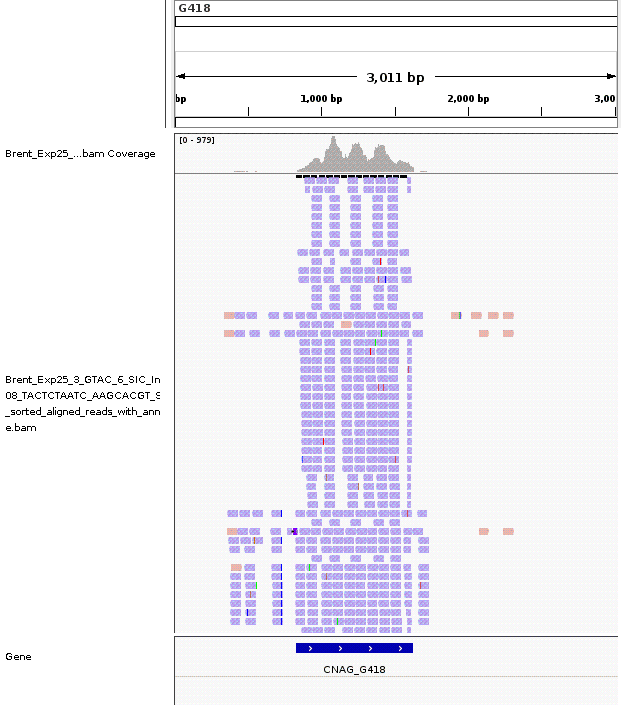 G418
3,011 bp
bp 1,000 bp 2,000 bp 3,00
[0 - 979]
Brent_Exp25_...bam Coverage
Brent_Exp25_3_GTAC_6_SIC_In
08_TACTCTAATC_AAGCACGT_S
_sorted_aligned_reads_with_ann
e.bam
Gene
CNAG_G418